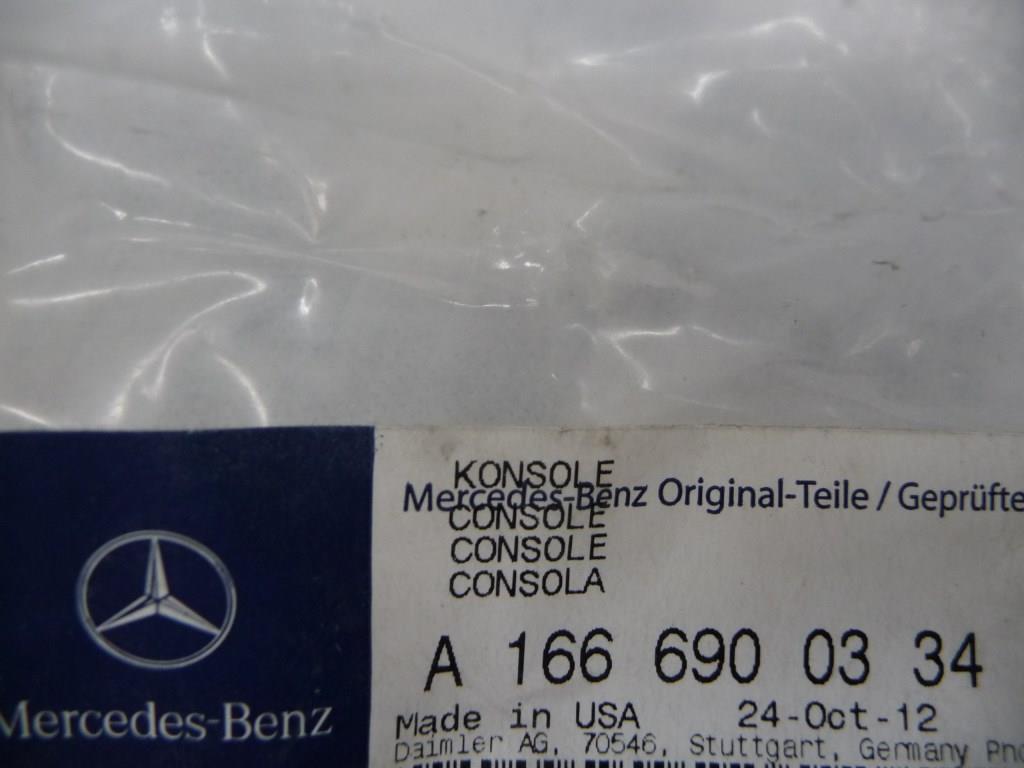 KONSOLE
Mercedes-Benz Original-Teile / Geprüfte
CONSOLE
CONSOLE
CONSOLA
A 166 690 03 34
Mercedes-Benz
Made in USA 24-Oct-12
Daimler AG, 70546, Stuttgart, Germany